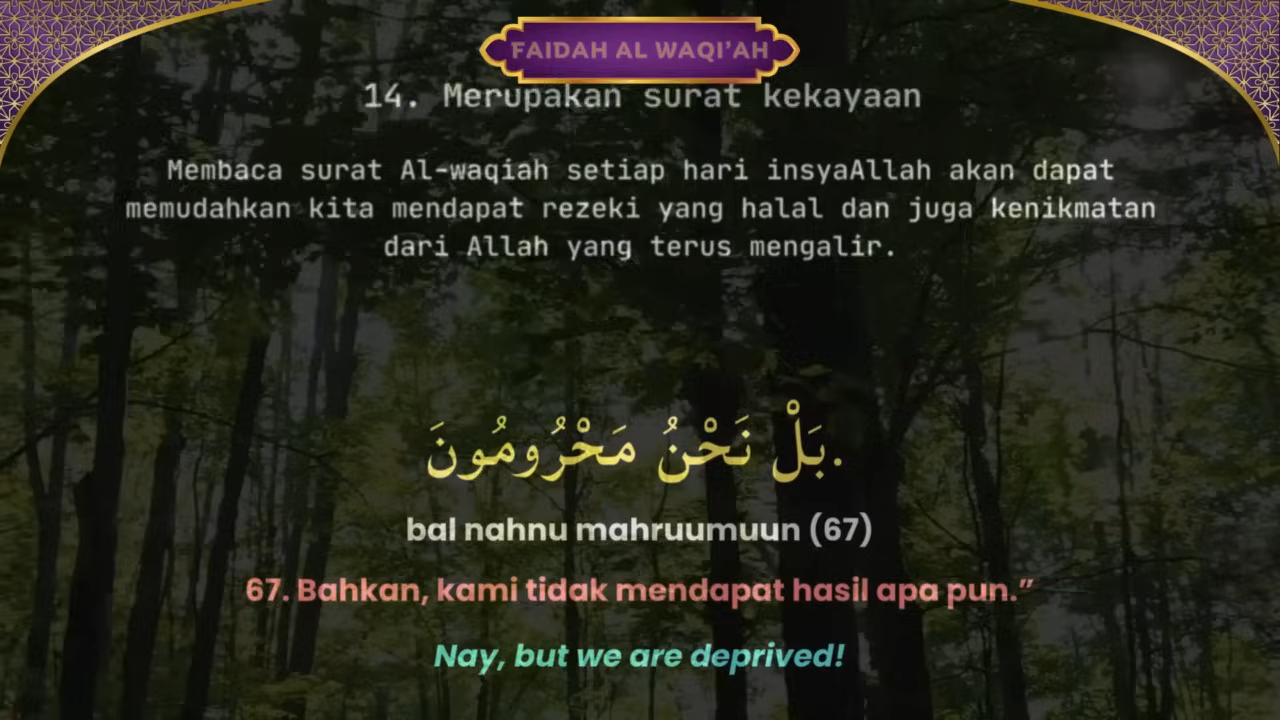 FAIDAH AL WAQI'AH
14. Merupakan surat kekayaan
Membaca surat Al-waqiah setiap hari insyaAllah akan dapat
memudahkan kita mendapat rezeki yang halal dan juga kenikmatan
dari Allah yang terus mengalir.
بَلْ نَحْنُ مَحْرُومُونَ.
bal nahnu mahruumuun (67)
67. Bahkan, kami tidak mendapat hasil apa pun.”
Nay, but we are deprived!